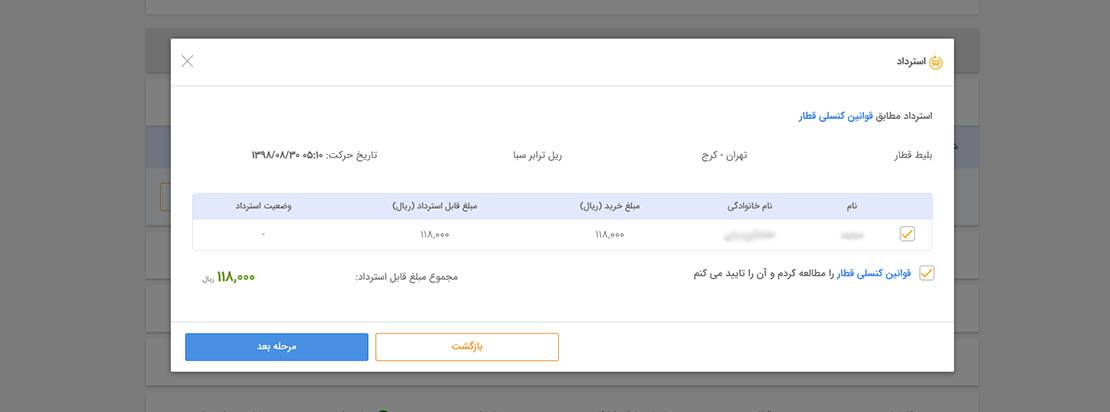 استرداد
استرداد مطابق قوانین کنسلی قطار
بلیط قطار تهران - کرج ریل ترابر سبا تاریخ حرکت: ۰۵:۱۰ ۱۳۹۸/۰۸/۳۰
نام نام خانوادگی مبلغ خرید (ریال) مبلغ قابل استرداد (ریال) وضعیت استرداد
۱۱۸,۰۰۰ ۱۱۸,۰۰۰ -
قوانین کنسلی قطار را مطالعه کردم و آن را تایید می کنم
مجموع مبلغ قابل استرداد: ۱۱۸,۰۰۰ ریال
بازگشت
مرحله بعد